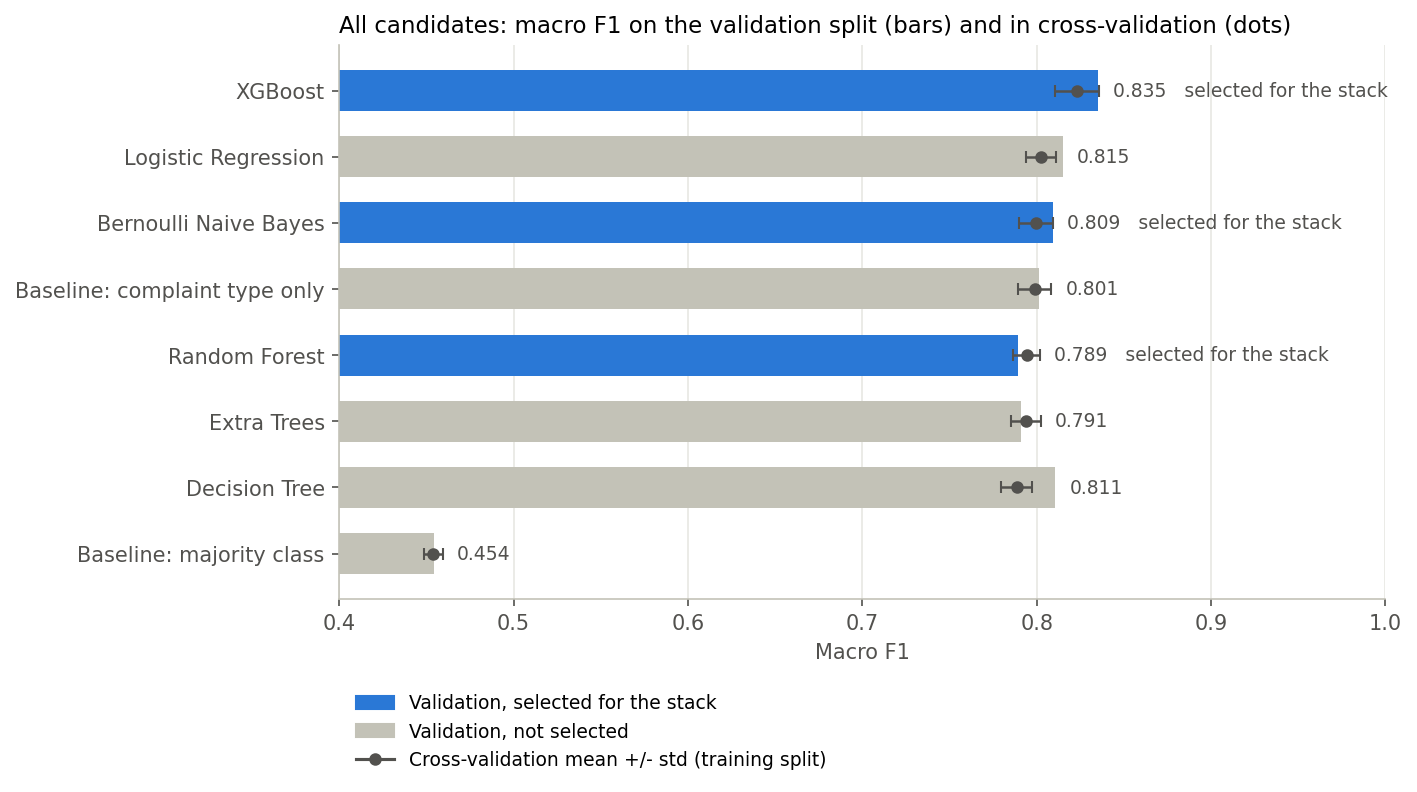 All candidates: macro F1 on the validation split (bars) and in cross-validation (dots)
XGBoost 0.835 selected for the stack
Logistic Regression 0.815
Bernoulli Naive Bayes 0.809 selected for the stack
Baseline: complaint type only 0.801
Random Forest 0.789 selected for the stack
Extra Trees 0.791
Decision Tree 0.811
Baseline: majority class 0.454
0.4 0.5 0.6 0.7 0.8 0.9 1.0
Macro F1
Validation, selected for the stack
Validation, not selected
Cross-validation mean +/- std (training split)